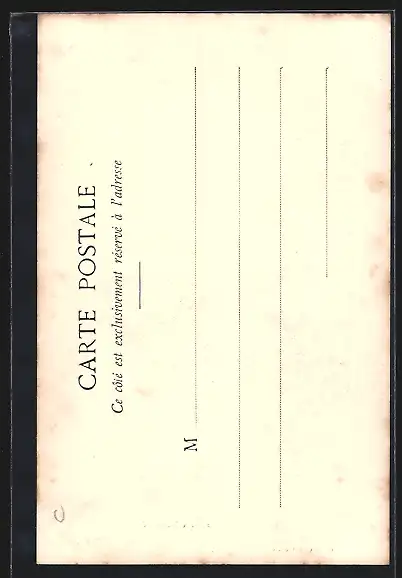 CARTE POSTALE
Ce côté est exclusivement réservé à l'adresse
M
C